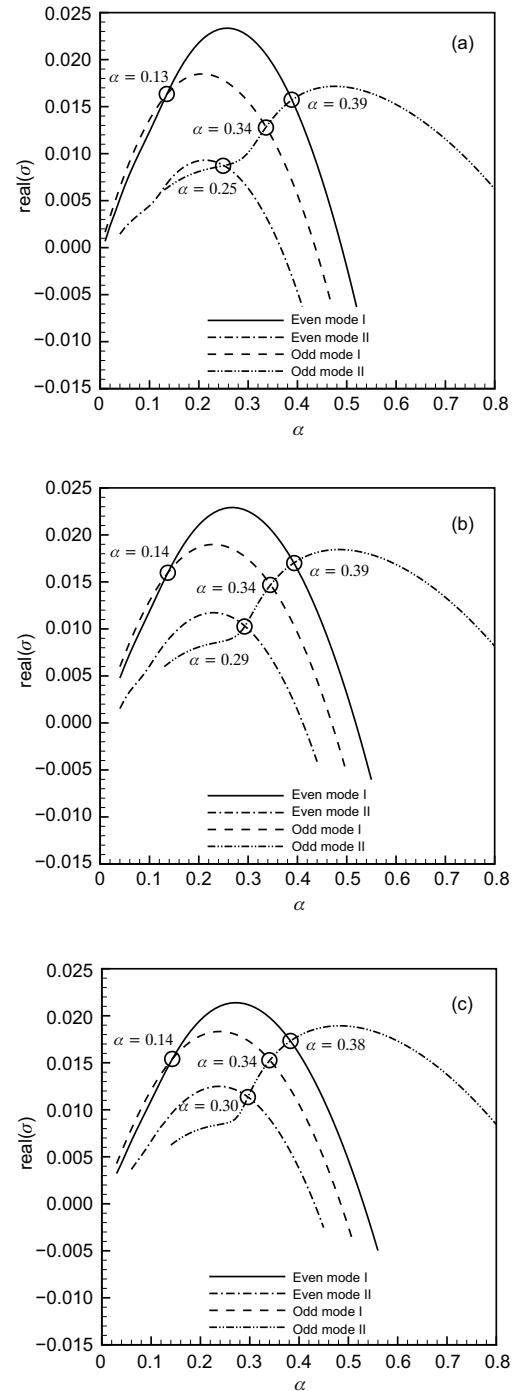 0.025
(a)
0.020
α = 0.13
0.015
α = 0.39
α = 0.34
0.010
real(σ)
α = 0.25
0.005
0.000
−0.005
Even mode I
Even mode II
−0.010
Odd mode I
Odd mode II
−0.015
0 0.1 0.2 0.3 0.4 0.5 0.6 0.7 0.8
α
0.025
(b)
0.020
α = 0.14
0.015
α = 0.39
α = 0.34
0.010
real(σ)
α = 0.29
0.005
0.000
−0.005
Even mode I
Even mode II
−0.010
Odd mode I
Odd mode II
−0.015
0 0.1 0.2 0.3 0.4 0.5 0.6 0.7 0.8
α
0.025
(c)
0.020
α = 0.14
α = 0.38
0.015
α = 0.34
0.010
α = 0.30
real(σ)
0.005
0.000
−0.005
Even mode I
Even mode II
−0.010
Odd mode I
Odd mode II
−0.015
0 0.1 0.2 0.3 0.4 0.5 0.6 0.7 0.8
α